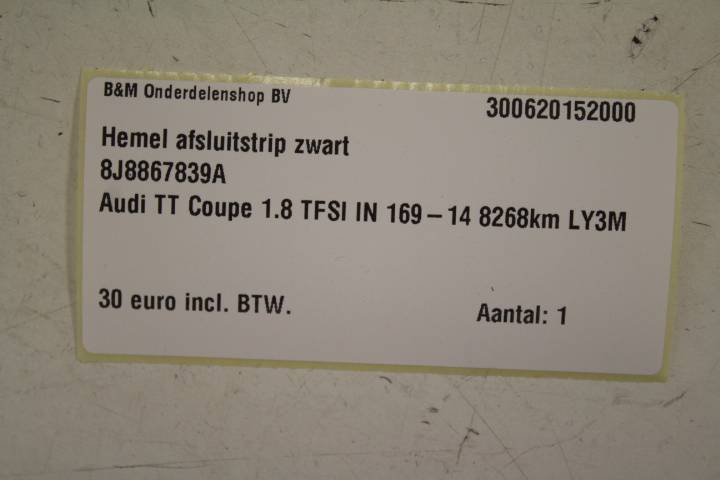 B&M Onderdelenshop BV
300620152000
Hemel afsluitstrip zwart
8J8867839A
Audi TT Coupe 1.8 TFSI IN 169-14 8268km LY3M
30 euro incl. BTW.
Aantal: 1